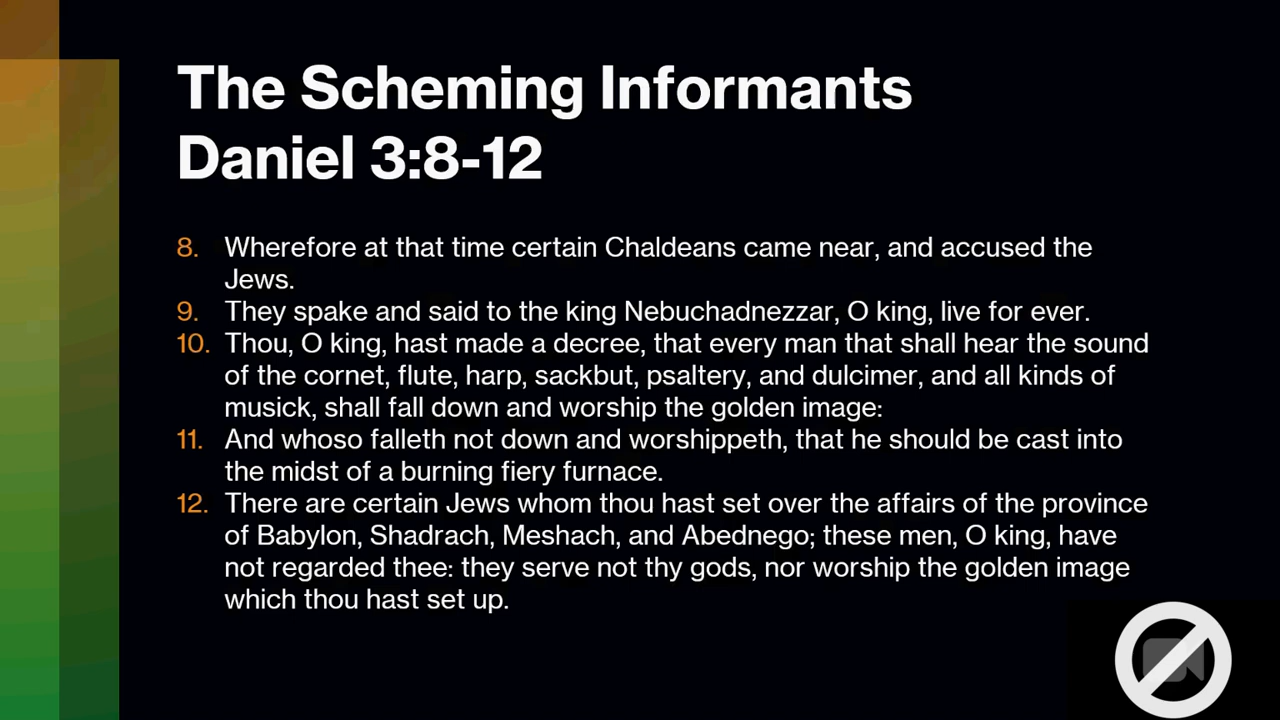 The Scheming Informants
Daniel 3:8-12
8. Wherefore at that time certain Chaldeans came near, and accused the
Jews.
9. They spake and said to the king Nebuchadnezzar, O king, live for ever.
10. Thou, O king, hast made a decree, that every man that shall hear the sound
of the cornet, flute, harp, sackbut, psaltery, and dulcimer, and all kinds of
musick, shall fall down and worship the golden image:
11. And whoso falleth not down and worshippeth, that he should be cast into
the midst of a burning fiery furnace.
12. There are certain Jews whom thou hast set over the affairs of the province
of Babylon, Shadrach, Meshach, and Abednego; these men, O king, have
not regarded thee: they serve not thy gods, nor worship the golden image
which thou hast set up.